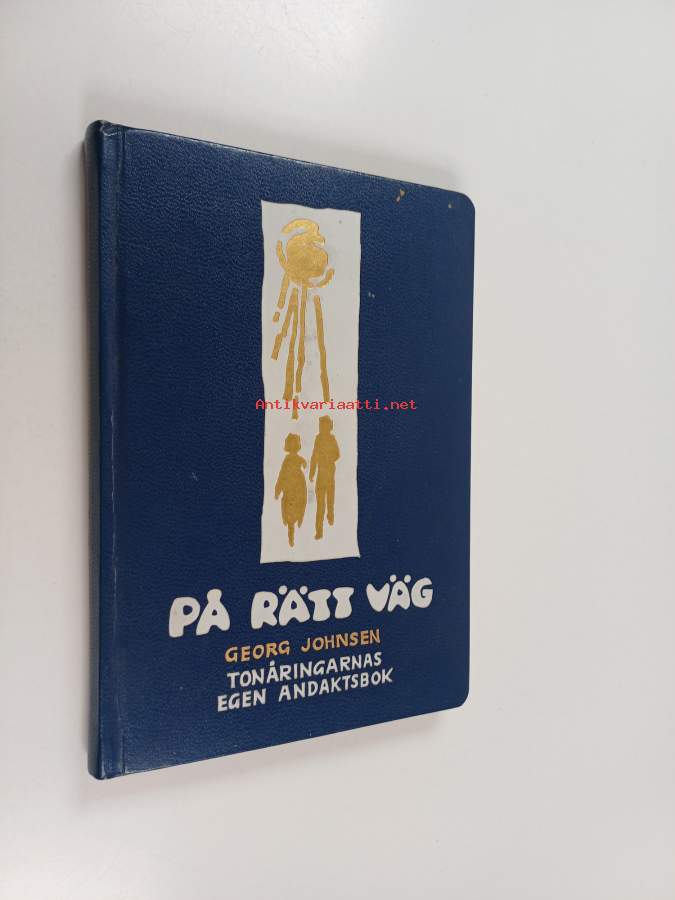 Antikvariaatti.net
PÅ RÄTT VÄG
GEORG JOHNSEN
TONÅRINGARNAS
EGEN ANDAKTSBOK